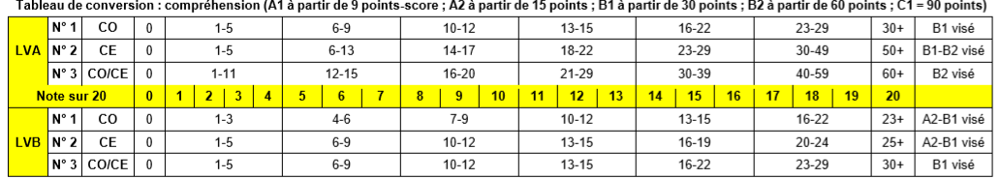 Tableau de conversion : compréhension (A1 à partir de 9 points-score ; A2 à partir de 15 points ; B1 à partir de 30 points ; B2 à partir de 60 points ; C1 = 90 points)
N° 1 CO 0 1-5 6-9 10-12 13-15 16-22 23-29 30+ B1 visé
LVA N° 2 CE 0 1-5 6-13 14-17 18-22 23-29 30-49 50+ B1-B2 visé
N° 3 CO/CE 0 1-11 12-15 16-20 21-29 30-39 40-59 60+ B2 visé
Note sur 20 0 1 2 3 4 5 6 7 8 9 10 11 12 13 14 15 16 17 18 19 20
N° 1 CO 0 1-3 4-6 7-9 10-12 13-15 16-22 23+ A2-B1 visé
LVB N° 2 CE 0 1-5 6-9 10-12 13-15 16-19 20-24 25+ A2-B1 visé
N° 3 CO/CE 0 1-5 6-9 10-12 13-15 16-22 23-29 30+ B1 visé